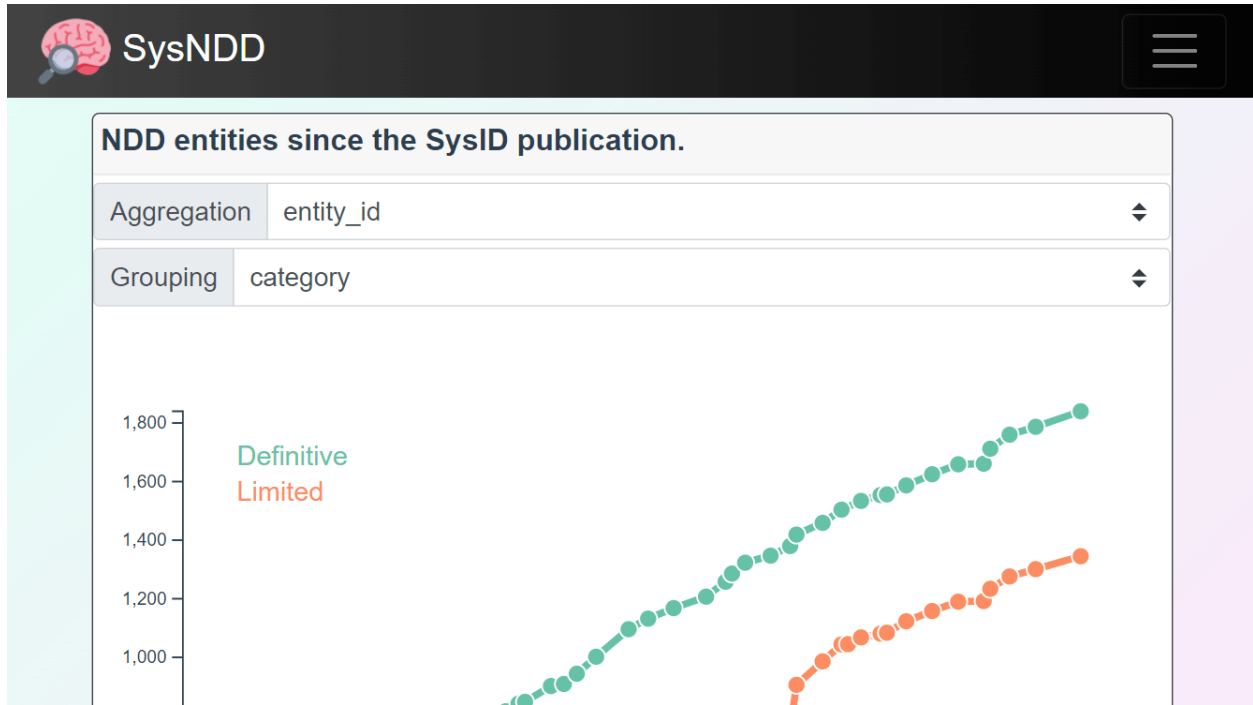 SysNDD
NDD entities since the SysID publication.
Aggregation entity_id
Grouping category
1,800
Definitive
1,600
Limited
1,400
1,200
1,000